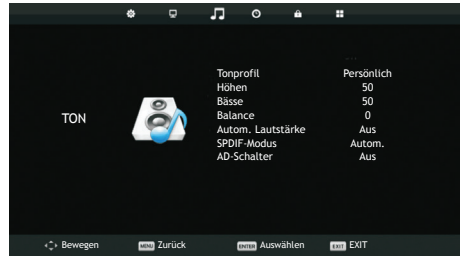 TON
Tonprofil Persönlich
Höhen 50
Bässe 50
Balance 0
Autom. Lautstärke Aus
SPDIF-Modus Autom.
AD-Schalter Aus
Bewegen MENU Zurück ENTER Auswählen EXIT EXIT